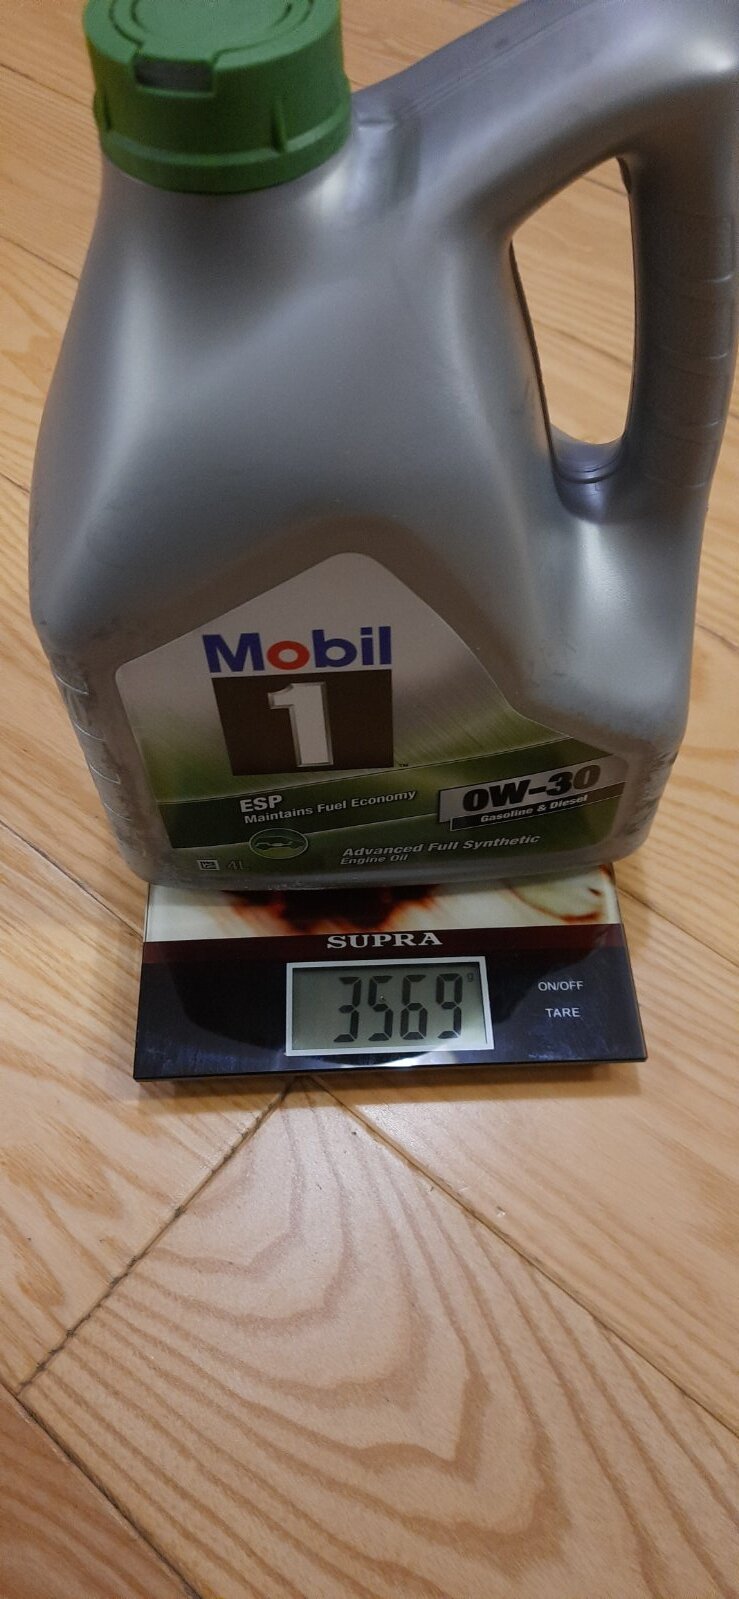 Mobil
1
™
ESP
Maintains Fuel Economy
0W-30
Gasoline & Diesel
Advanced Full Synthetic
Engine Oil
4L
SUPRA
3569 g
ON/OFF
TARE